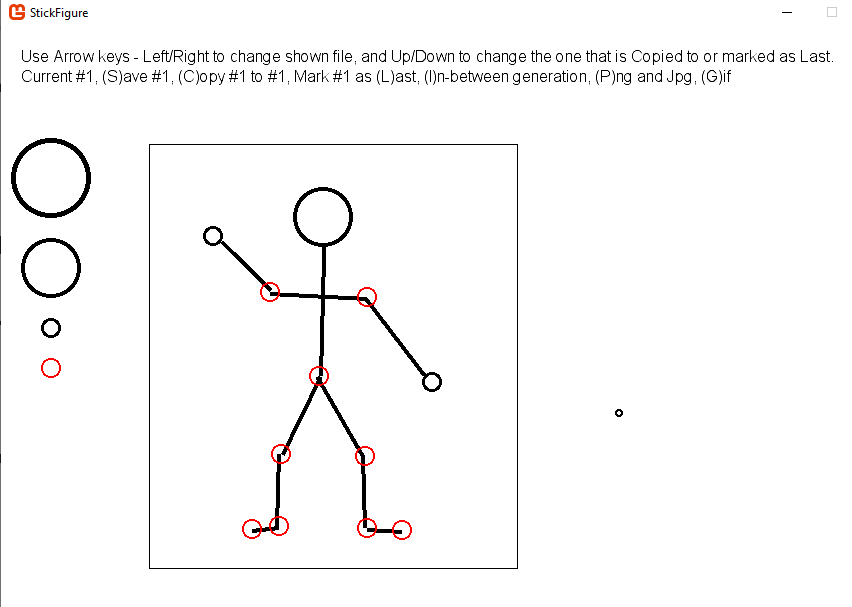 StickFigure
Use Arrow keys - Left/Right to change shown file, and Up/Down to change the one that is Copied to or marked as Last.
Current #1, (S)ave #1, (C)opy #1 to #1, Mark #1 as (L)ast, (I)n-between generation, (P)ng and Jpg, (G)if